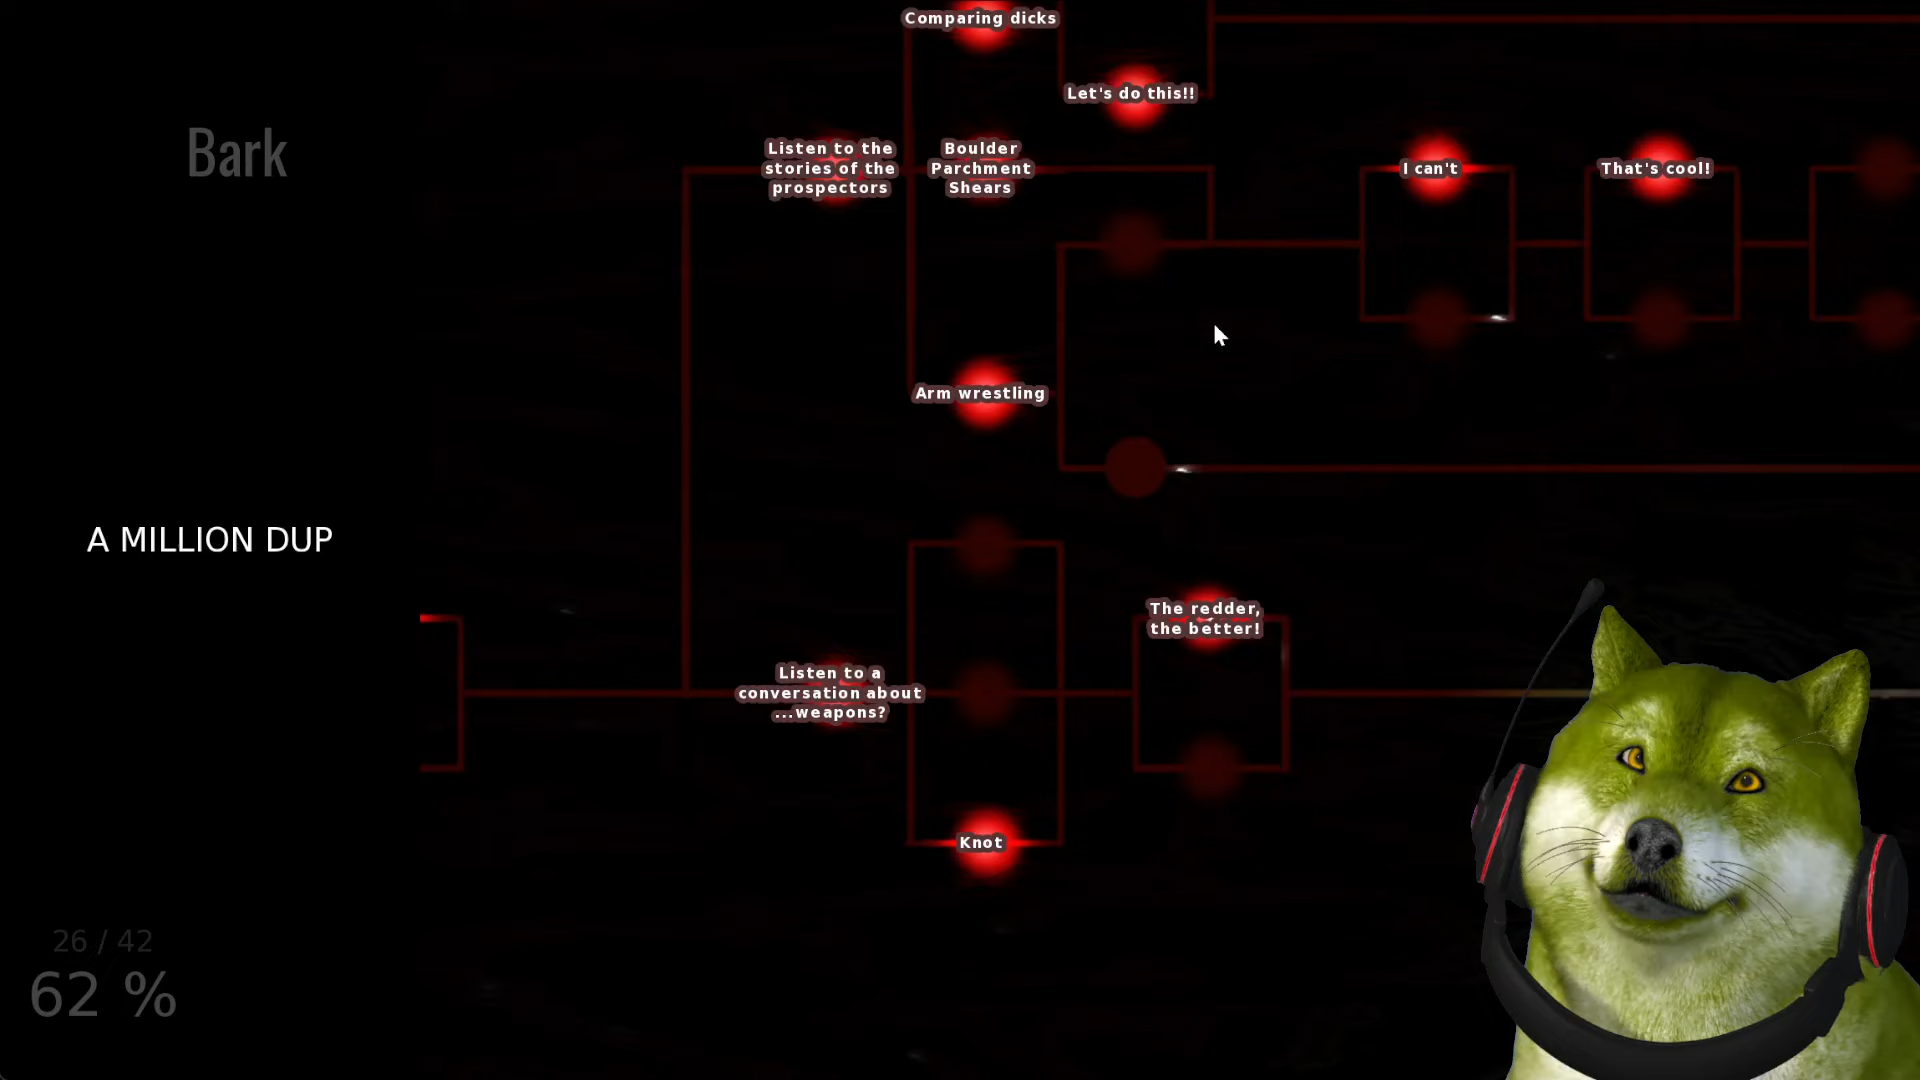 Comparing dicks
Let's do this!!
Bark
Listen to the
stories of the
prospectors
Boulder
Parchment
Shears
I can't
That's cool!
Arm wrestling
A MILLION DUP
The redder,
the better!
Listen to a
conversation about
...weapons?
Knot
26 / 42
62 %